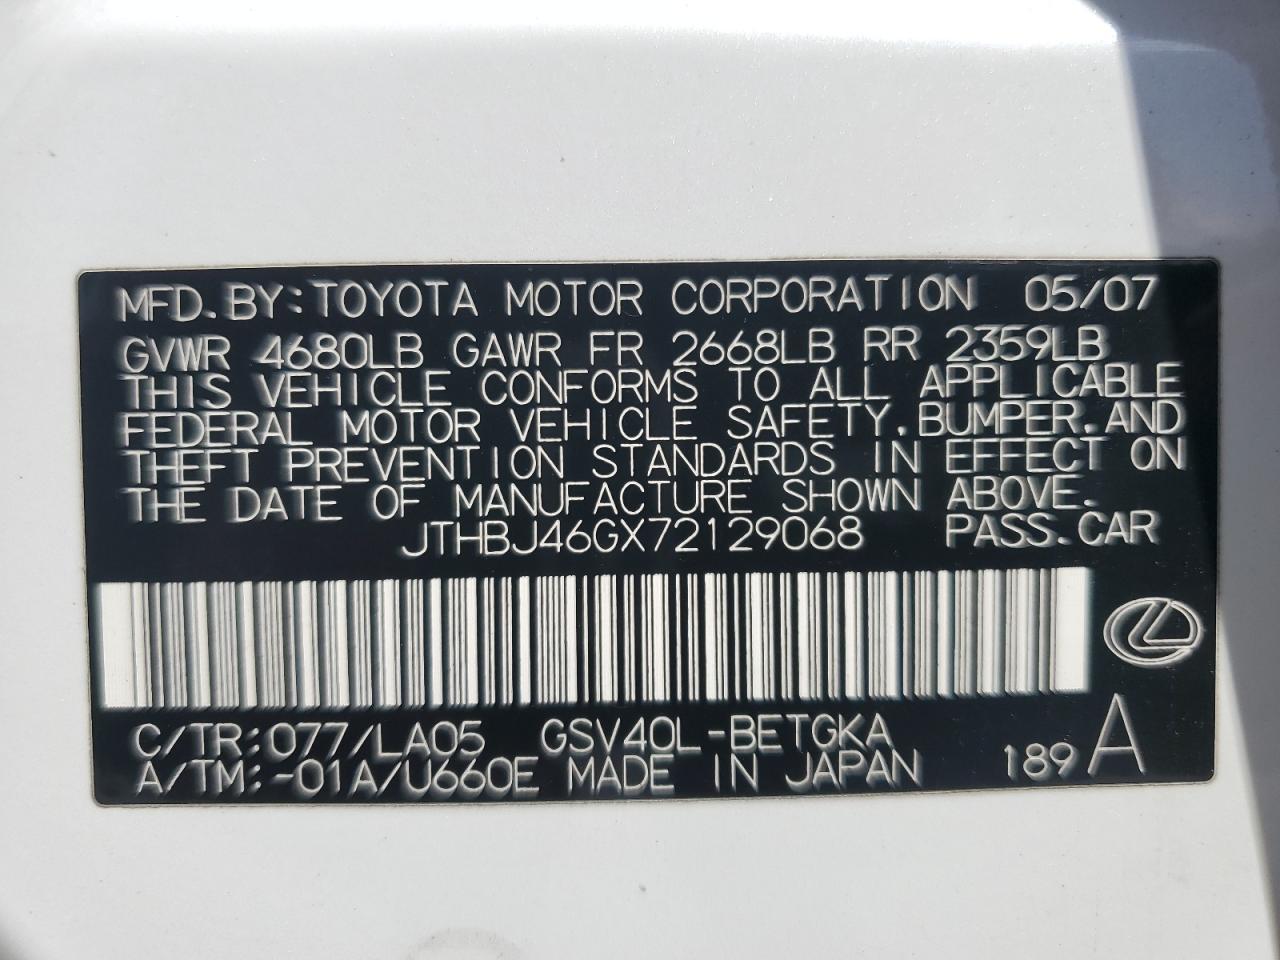 MFD. BY: TOYOTA MOTOR CORPORATION 05/07
GVWR 4680LB GAWR FR 2668LB RR 2359LB
THIS VEHICLE CONFORMS TO ALL APPLICABLE
FEDERAL MOTOR VEHICLE SAFETY, BUMPER, AND
THEFT PREVENTION STANDARDS IN EFFECT ON
THE DATE OF MANUFACTURE SHOWN ABOVE.
JTHBJ46GX72129068 PASS. CAR
C/TR: 077/LA05 GSV40L-BETGKA
A/TM: -01A/U660E MADE IN JAPAN 189 A